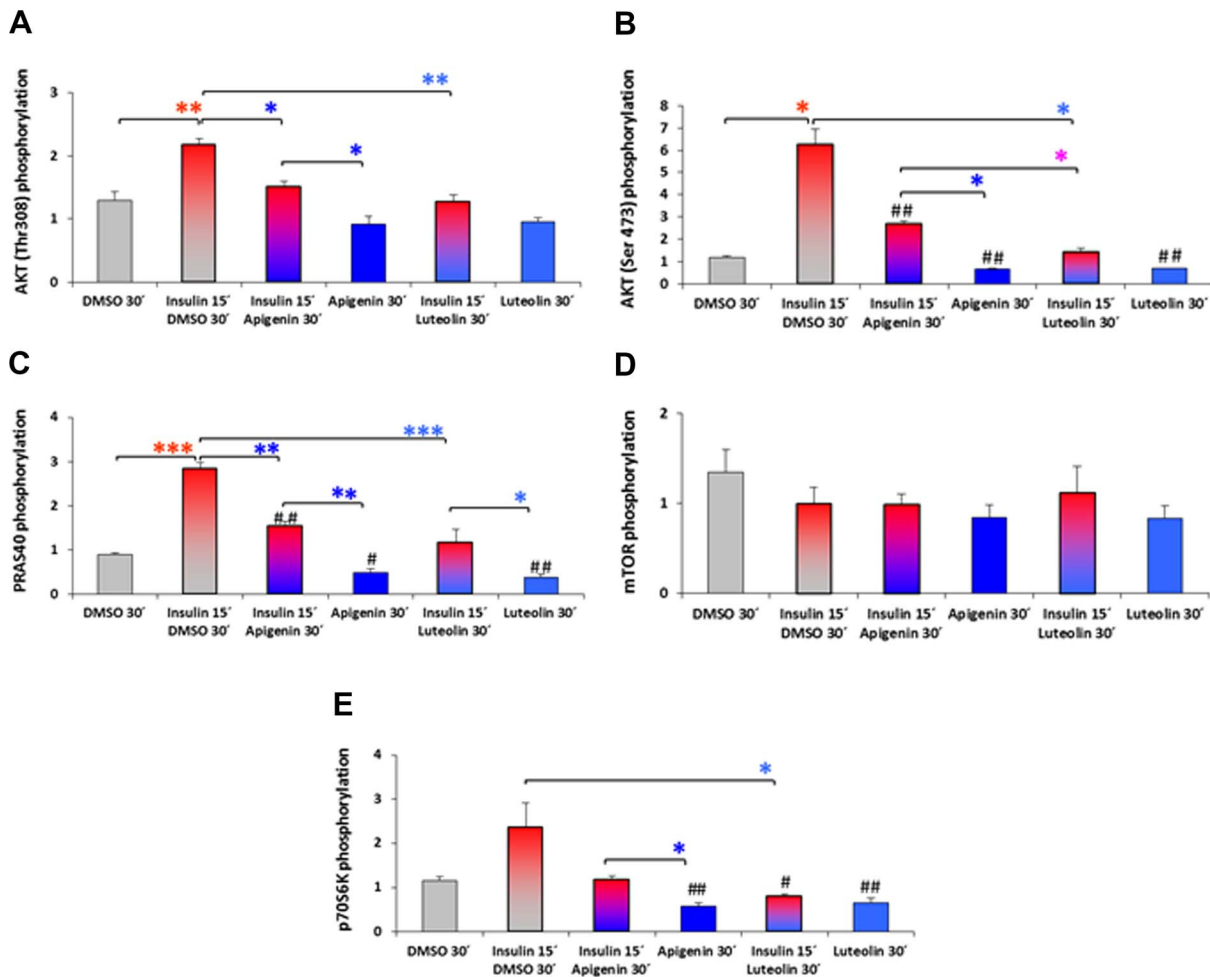 A
AKT (Thr308) phosphorylation
3
2
1
0
**
*
*
**
DMSO 30´
Insulin 15´
DMSO 30´
Insulin 15´
Apigenin 30´
Apigenin 30´
Insulin 15´
Luteolin 30´
Luteolin 30´
B
AKT (Ser 473) phosphorylation
8
7
6
5
4
3
2
1
0
*
*
*
*
##
##
##
DMSO 30´
Insulin 15´
DMSO 30´
Insulin 15´
Apigenin 30´
Apigenin 30´
Insulin 15´
Luteolin 30´
Luteolin 30´
C
PRAS40 phosphorylation
4
3
2
1
0
***
**
***
**
*
##
#
##
DMSO 30´
Insulin 15´
DMSO 30´
Insulin 15´
Apigenin 30´
Apigenin 30´
Insulin 15´
Luteolin 30´
Luteolin 30´
D
mTOR phosphorylation
2
1
0
DMSO 30´
Insulin 15´
DMSO 30´
Insulin 15´
Apigenin 30´
Apigenin 30´
Insulin 15´
Luteolin 30´
Luteolin 30´
E
p70S6K phosphorylation
4
3
2
1
0
*
*
##
#
##
DMSO 30´
Insulin 15´
DMSO 30´
Insulin 15´
Apigenin 30´
Apigenin 30´
Insulin 15´
Luteolin 30´
Luteolin 30´